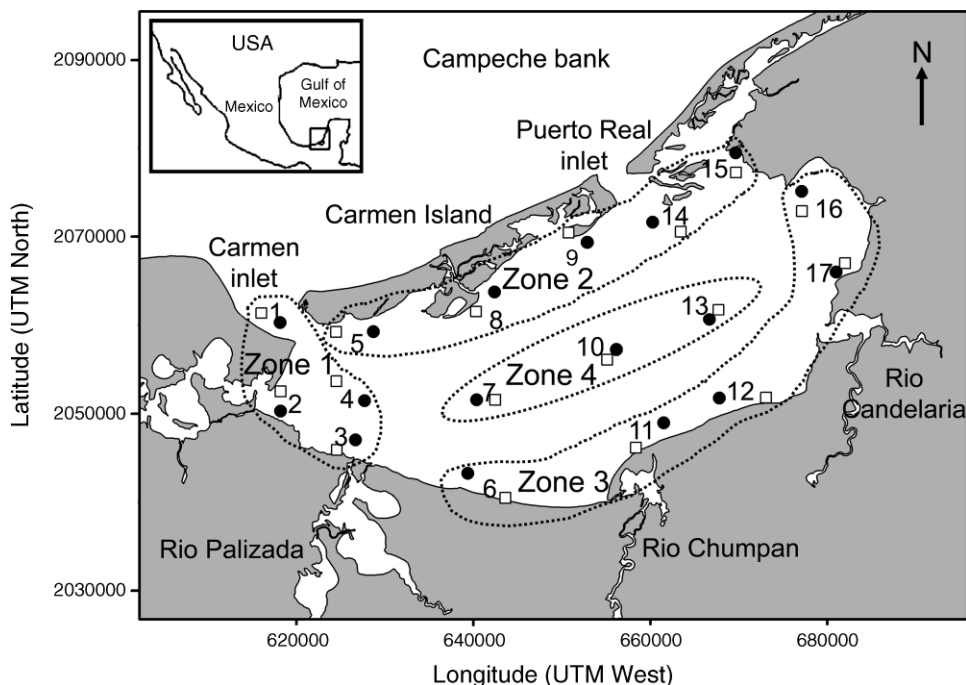 USA
Gulf of
Mexico
Mexico
Campeche bank
N
Puerto Real
inlet
Carmen Island
Carmen
inlet
15
16
14
9
Zone 2
17
1
8
13
5
10
Zone 1
Zone 4
7
12
2
4
Rio
Candelaria
3
11
6
Zone 3
Rio Palizada
Rio Chumpan
2090000
2070000
2050000
2030000
Latitude (UTM North)
620000
640000
660000
680000
Longitude (UTM West)